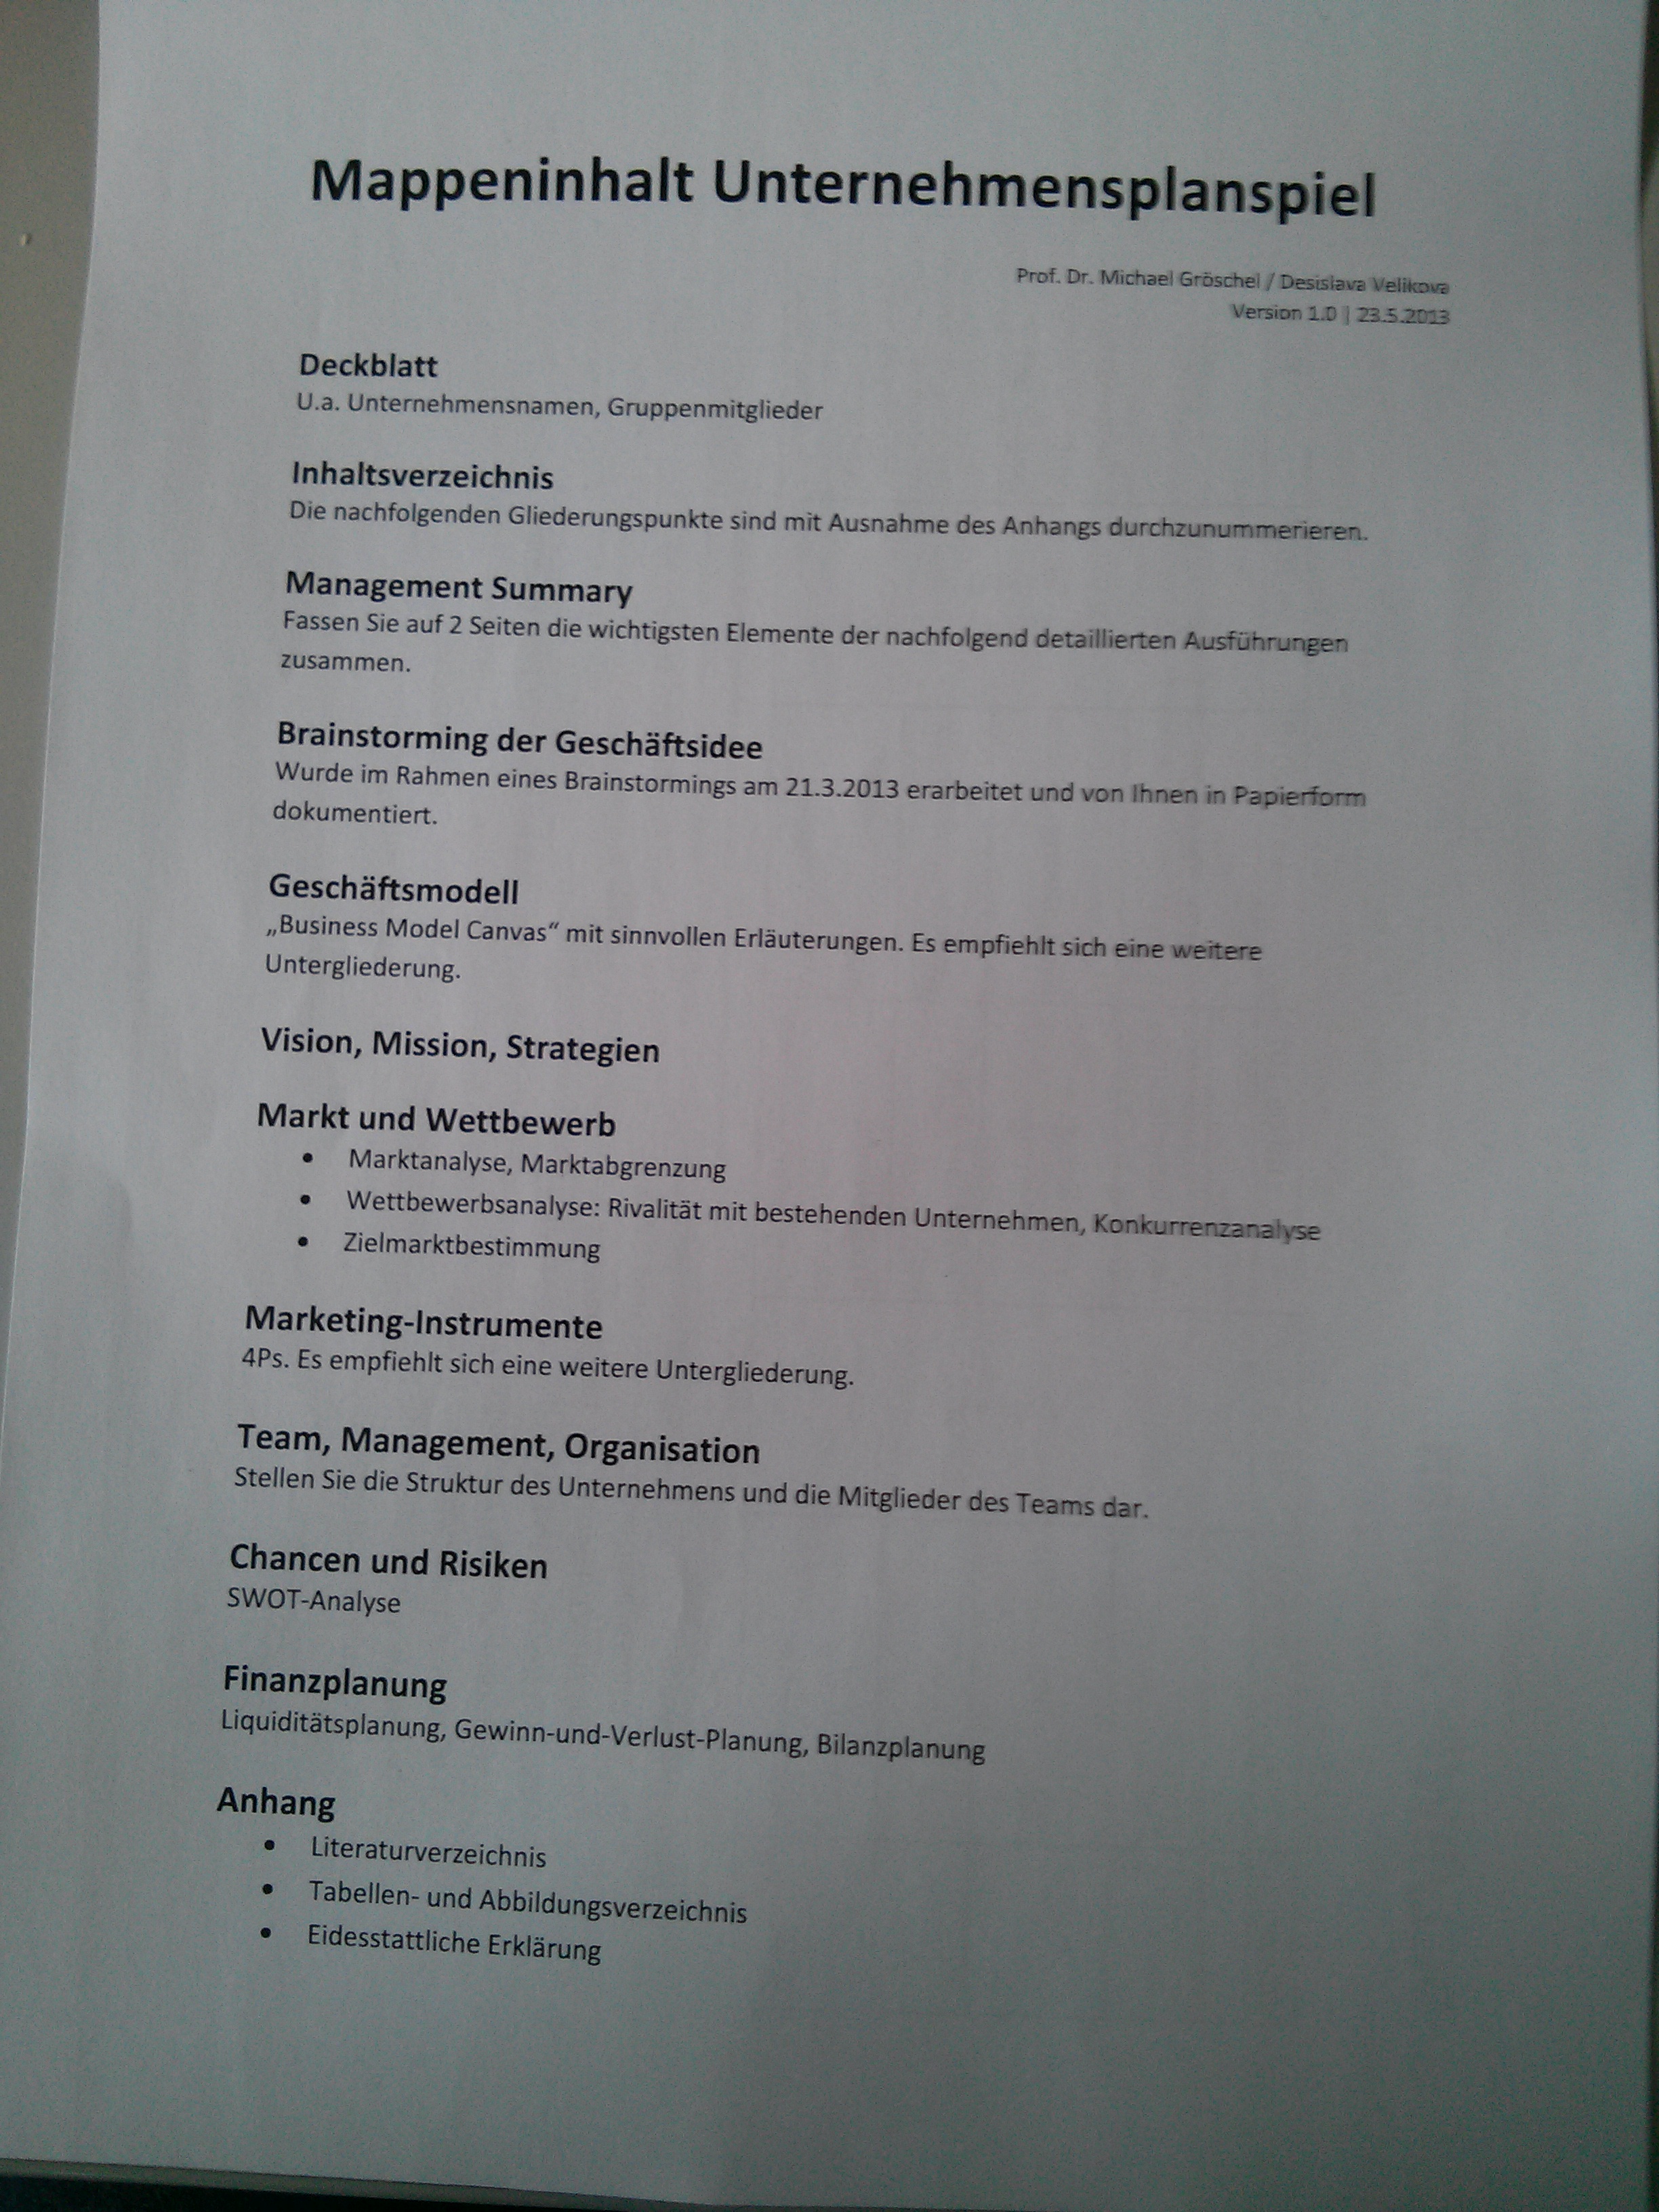 Mappeninhalt Unternehmensplanspiel
Prof. Dr. Michael Gröschel / Desislava Velikova
Version 1.0 | 23.5.2013
Deckblatt
U.a. Unternehmensnamen, Gruppenmitglieder
Inhaltsverzeichnis
Die nachfolgenden Gliederungspunkte sind mit Ausnahme des Anhangs durchzunummerieren.
Management Summary
Fassen Sie auf 2 Seiten die wichtigsten Elemente der nachfolgend detaillierten Ausführungen
zusammen.
Brainstorming der Geschäftsidee
Wurde im Rahmen eines Brainstormings am 21.3.2013 erarbeitet und von Ihnen in Papierform
dokumentiert.
Geschäftsmodell
„Business Model Canvas“ mit sinnvollen Erläuterungen. Es empfiehlt sich eine weitere
Untergliederung.
Vision, Mission, Strategien
Markt und Wettbewerb
• Marktanalyse, Marktabgrenzung
• Wettbewerbsanalyse: Rivalität mit bestehenden Unternehmen, Konkurrenzanalyse
• Zielmarktbestimmung
Marketing-Instrumente
4Ps. Es empfiehlt sich eine weitere Untergliederung.
Team, Management, Organisation
Stellen Sie die Struktur des Unternehmens und die Mitglieder des Teams dar.
Chancen und Risiken
SWOT-Analyse
Finanzplanung
Liquiditätsplanung, Gewinn-und-Verlust-Planung, Bilanzplanung
Anhang
• Literaturverzeichnis
• Tabellen- und Abbildungsverzeichnis
• Eidesstattliche Erklärung